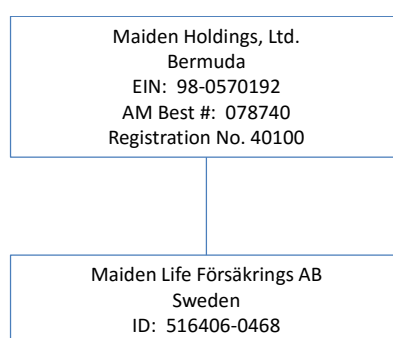 Maiden Holdings, Ltd.
Bermuda
EIN:  98-0570192
AM Best #:  078740
Registration No. 40100
Maiden Life Försäkrings AB
Sweden
ID:  516406-0468